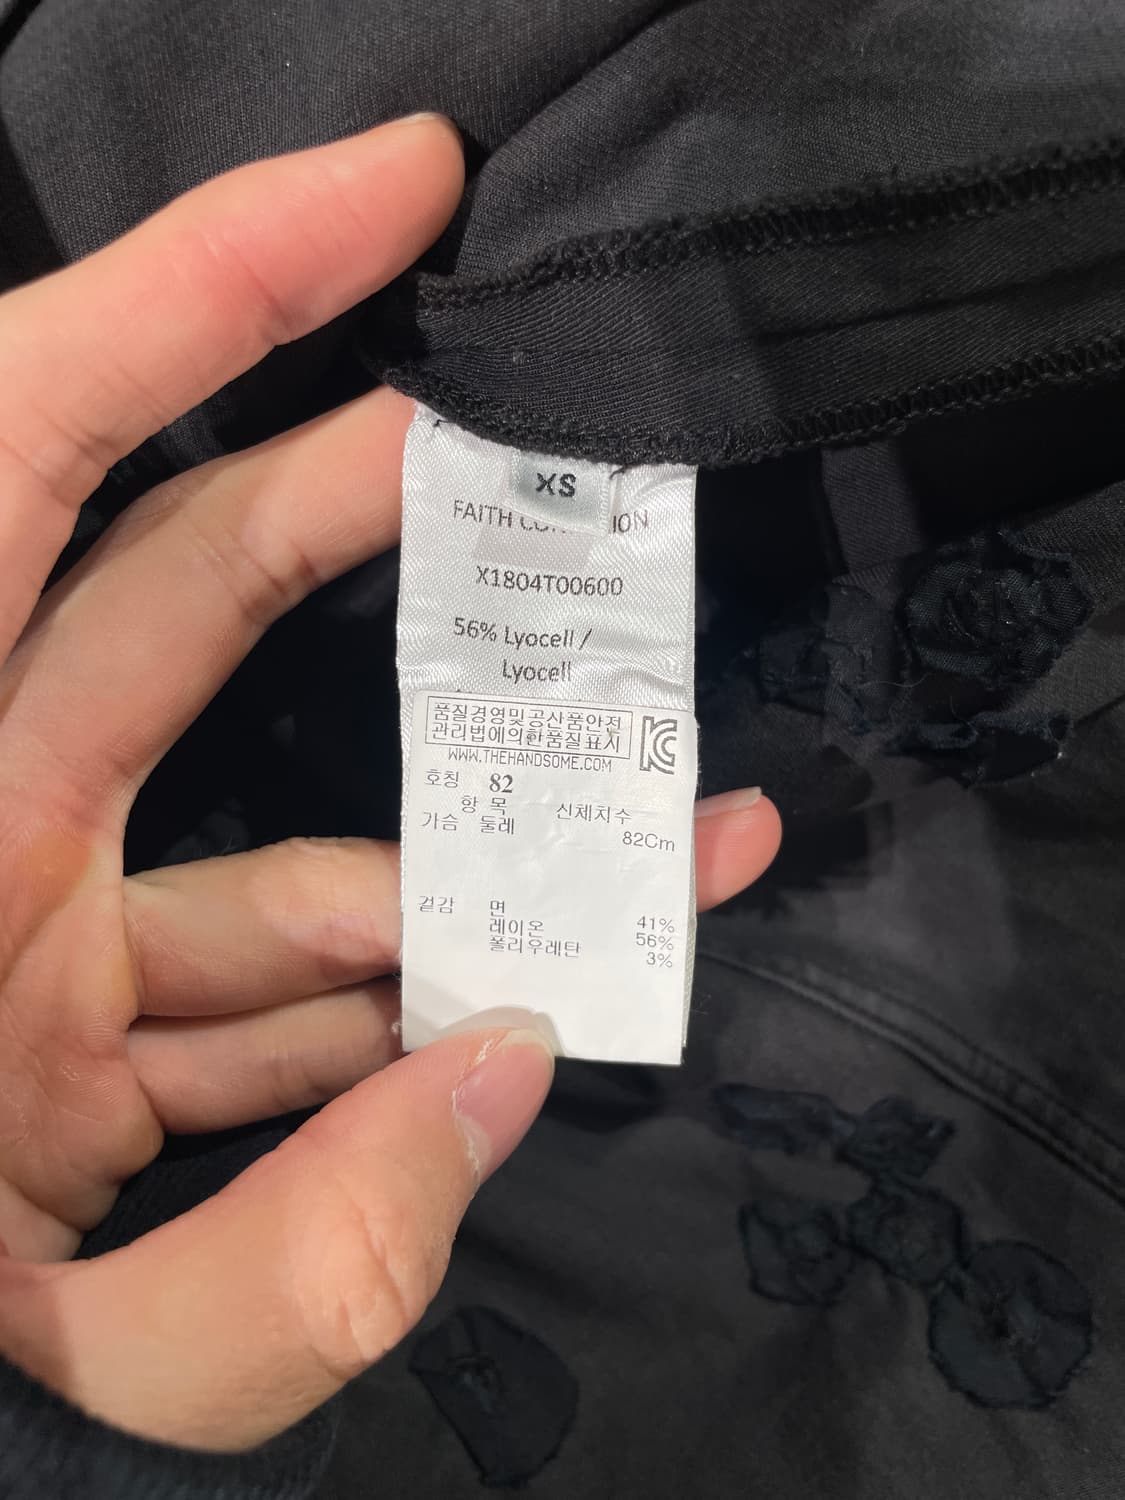 XS
FAITH
X1804T00600
56% Lyocell /
Lyocell
품질경영및공산품안전
관리법에의한품질표시
WWW.THEHANDSOME.COM
호칭 82
항 목 신체치수
가슴 둘레 82Cm
겉감 면 41%
레이온 56%
폴리우레탄 3%